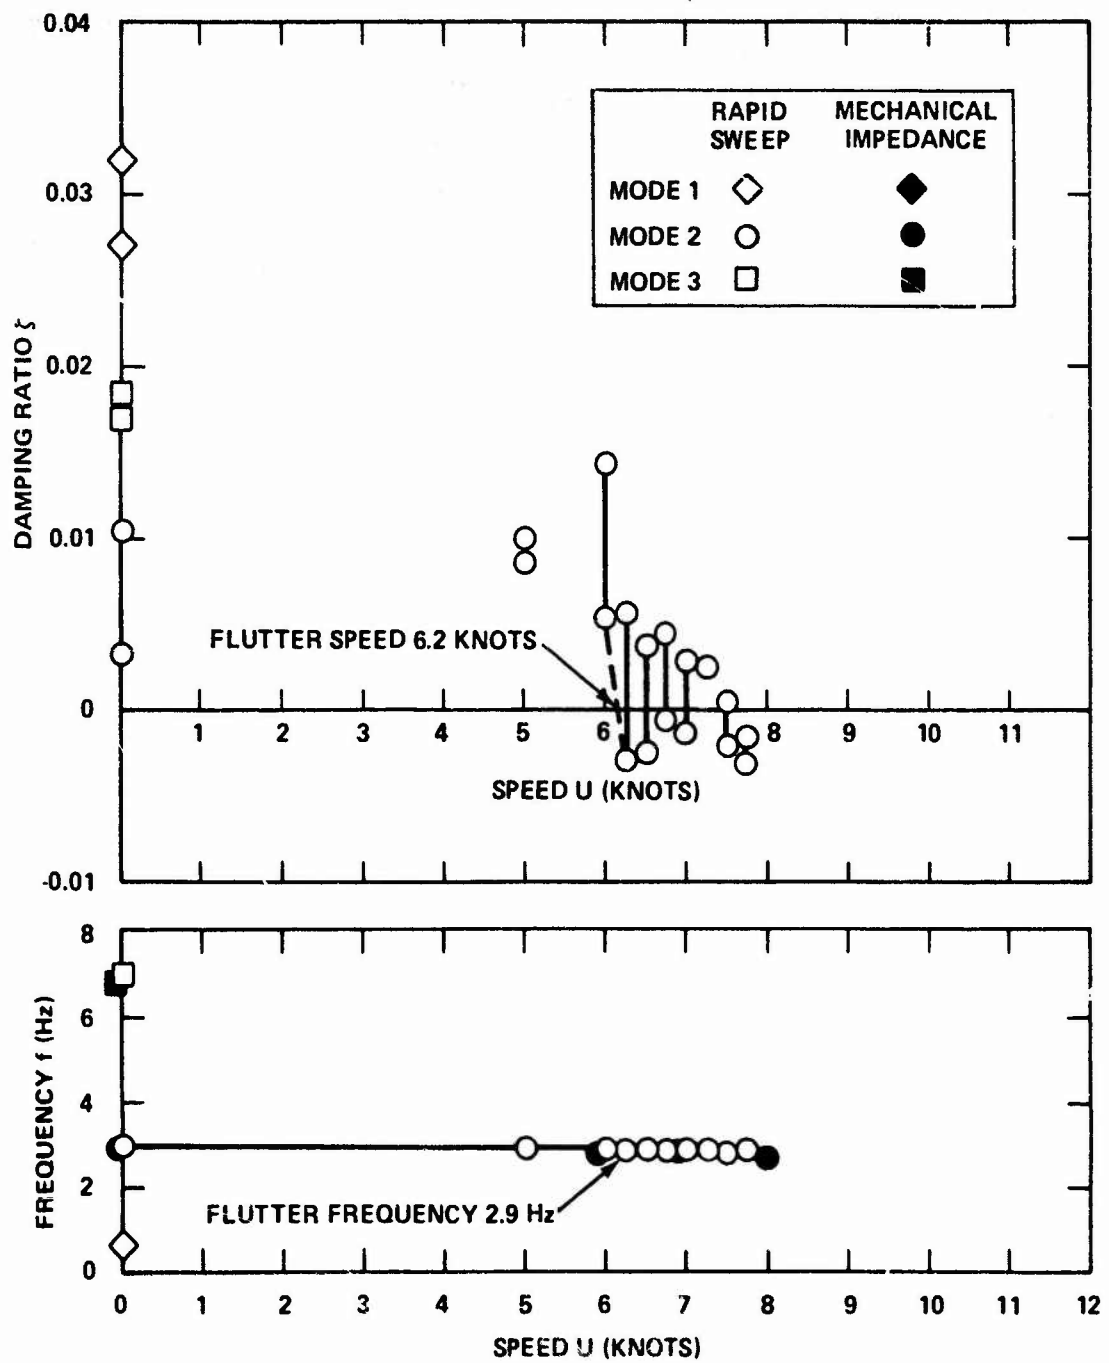 0.04
RAPID SWEEP
MECHANICAL IMPEDANCE
MODE 1
MODE 2
MODE 3
0.03
0.02
0.01
0
-0.01
DAMPING RATIO ζ
FLUTTER SPEED 6.2 KNOTS
1 2 3 4 5 6 7 8 9 10 11
SPEED U (KNOTS)
8
6
4
2
0
FREQUENCY f (Hz)
FLUTTER FREQUENCY 2.9 Hz
0 1 2 3 4 5 6 7 8 9 10 11 12
SPEED U (KNOTS)